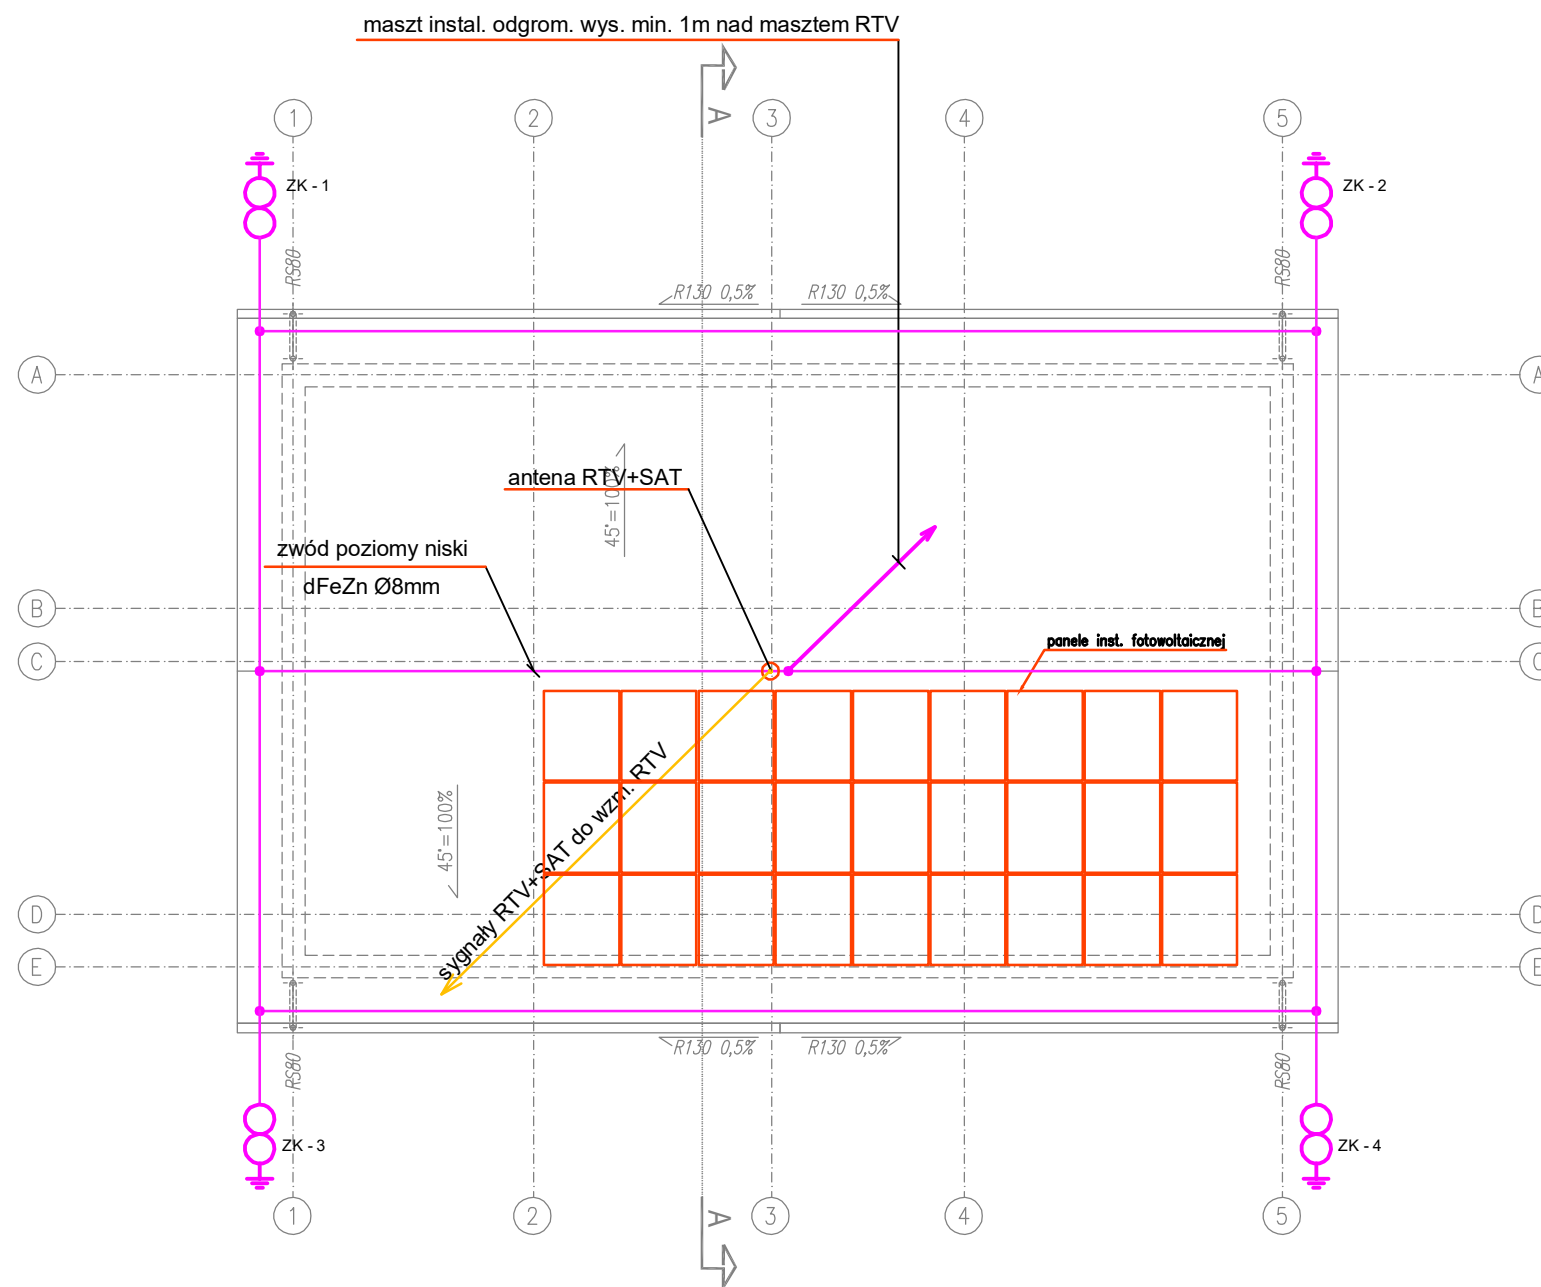 maszt instal. odgrom. wys. min. 1m nad masztem RTV
A
1
2
3
4
5
ZK - 1
ZK - 2
RS80
RS80
R130 0,5%
R130 0,5%
A
A
antena RTV+SAT
45°=100%
zwód poziomy niski
dFeZn Ø8mm
B
B
panele inst. fotowoltaicznej
C
C
45°=100%
sygnały RTV+SAT do wzm. RTV
D
D
E
E
R130 0,5%
R130 0,5%
RS80
RS80
ZK - 3
ZK - 4
1
2
A
3
4
5